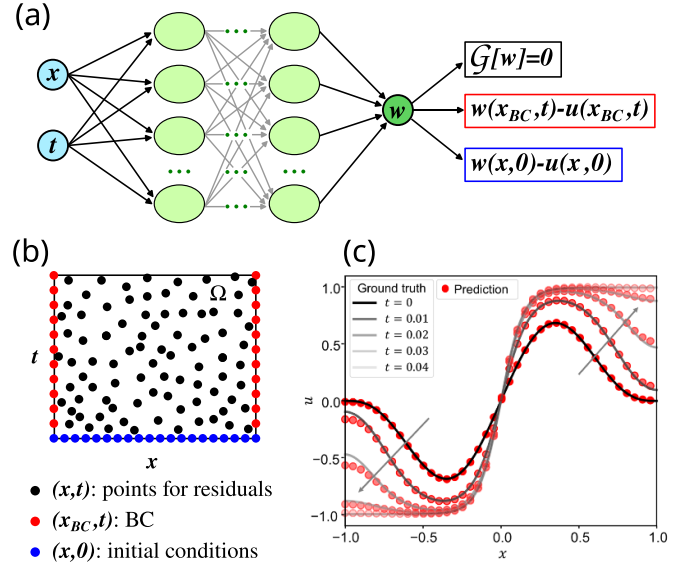 (a)
x
t
w
𝒢[w]=0
w(x_BC,t)-u(x_BC,t)
w(x,0)-u(x,0)
(b)
Ω
t
x
(x,t): points for residuals
(x_BC,t): BC
(x,0): initial conditions
(c)
Ground truth
t = 0
t = 0.01
t = 0.02
t = 0.03
t = 0.04
Prediction
1.0
0.5
0.0
−0.5
−1.0
u
−1.0
−0.5
0.0
0.5
1.0
x